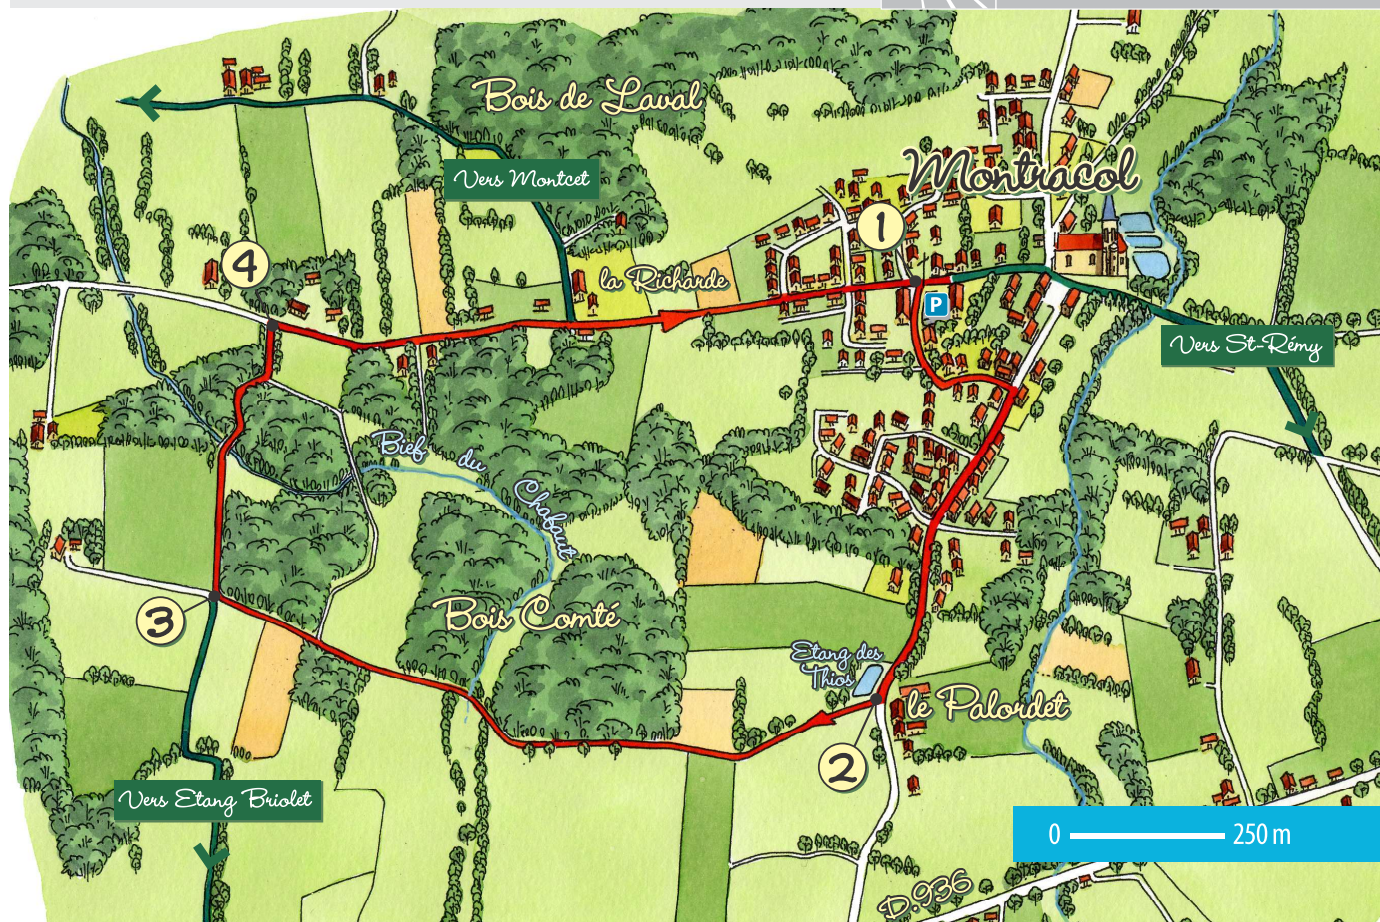 Bois de Laval
Vers Montcet
Montracol
1
la Richarde
4
P
Vers St-Rémy
Bief du
Chafaut
3
Bois Comté
Etang des
Thios
le Palordet
2
Vers Etang Briolet
0 250 m
D.936